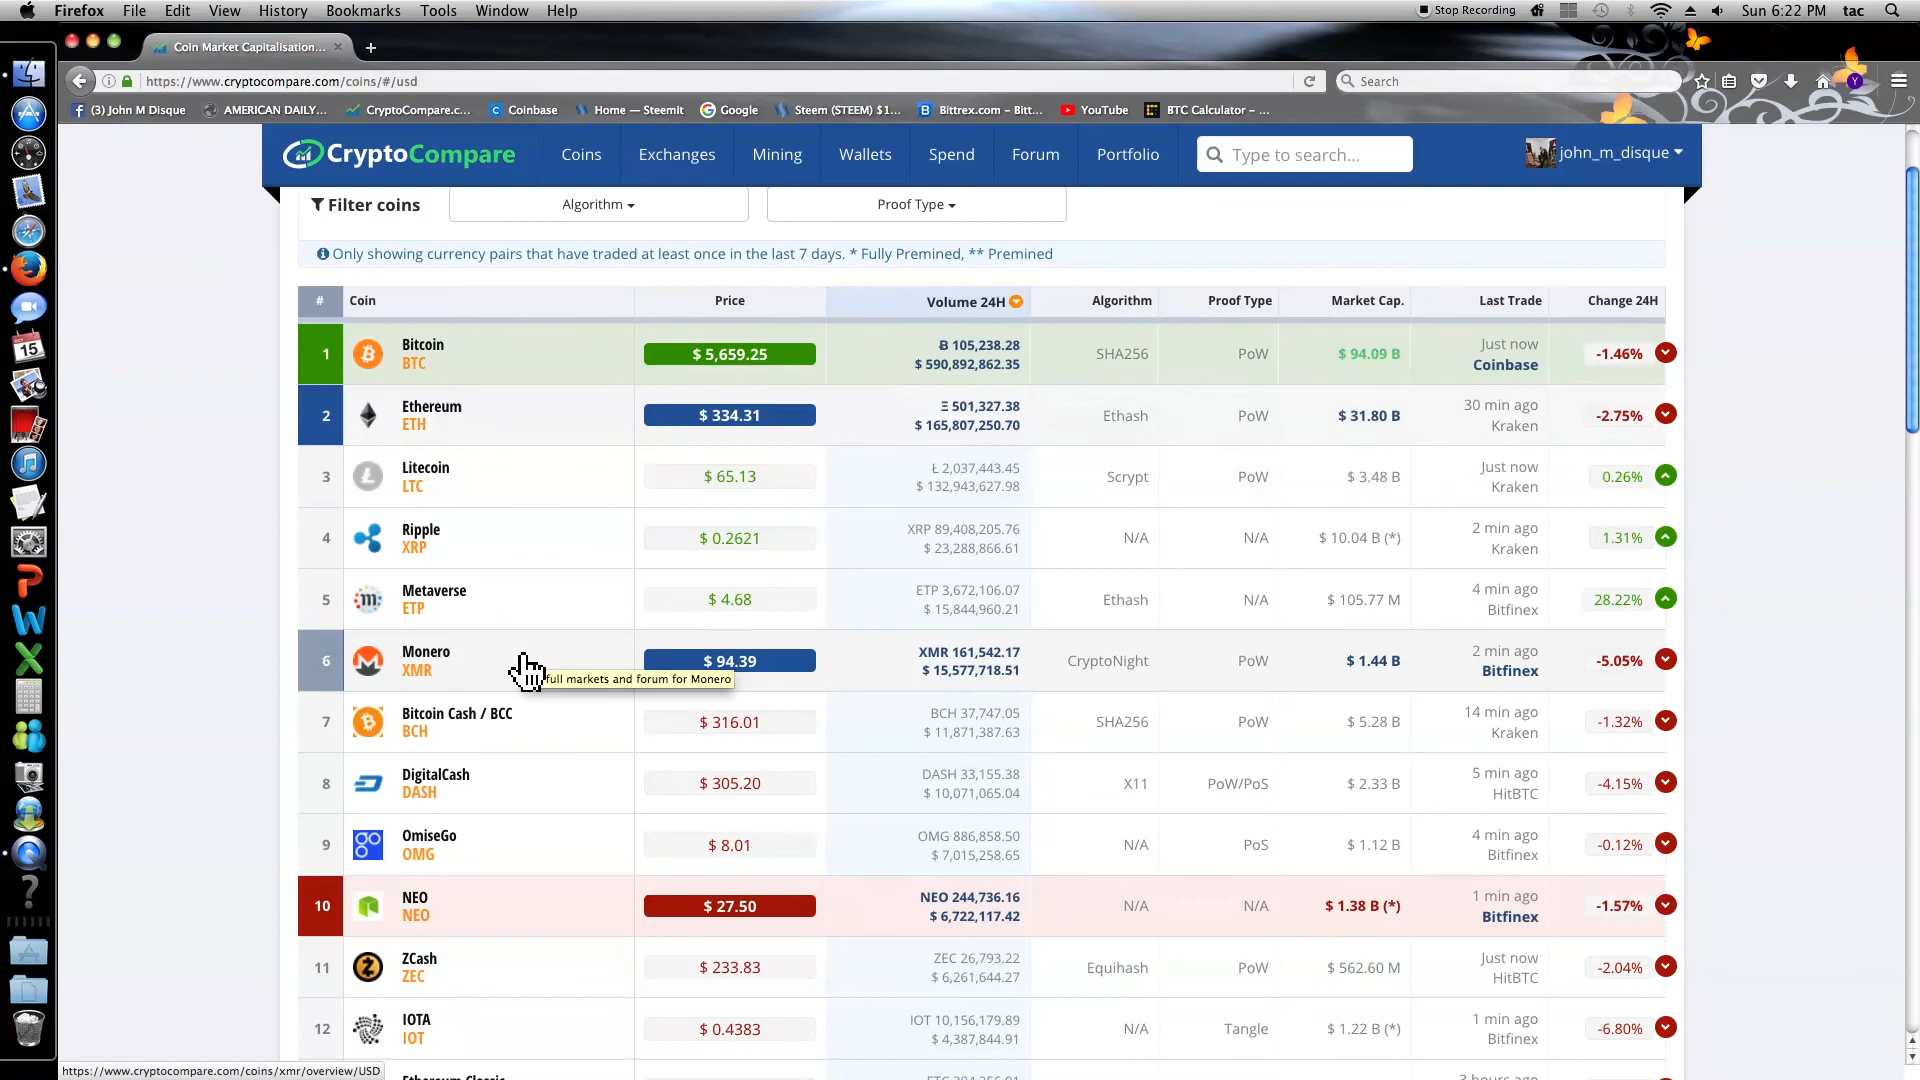 Firefox File Edit View History Bookmarks Tools Window Help
Stop Recording Sun 6:22 PM tac
Coin Market Capitalisation...
https://www.cryptocompare.com/coins/#/usd
Search
(3) John M Disque AMERICAN DAILY... CryptoCompare.c... Coinbase Home — Steemit Google Steem (STEEM) $1... Bittrex.com – Bitt... YouTube BTC Calculator – ...
CryptoCompare Coins Exchanges Mining Wallets Spend Forum Portfolio Type to search... john_m_disque
Filter coins Algorithm Proof Type
Only showing currency pairs that have traded at least once in the last 7 days. * Fully Premined, ** Premined
# Coin Price Volume 24H Algorithm Proof Type Market Cap. Last Trade Change 24H
1 Bitcoin BTC $ 5,659.25 Ƀ 105,238.28 $ 590,892,862.35 SHA256 PoW $ 94.09 B Just now Coinbase -1.46%
2 Ethereum ETH $ 334.31 Ξ 501,327.38 $ 165,807,250.70 Ethash PoW $ 31.80 B 30 min ago Kraken -2.75%
3 Litecoin LTC $ 65.13 Ł 2,037,443.45 $ 132,943,627.98 Scrypt PoW $ 3.48 B Just now Kraken 0.26%
4 Ripple XRP $ 0.2621 XRP 89,408,205.76 $ 23,288,866.61 N/A N/A $ 10.04 B (*) 2 min ago Kraken 1.31%
5 Metaverse ETP $ 4.68 ETP 3,672,106.07 $ 15,844,960.21 Ethash N/A $ 105.77 M 4 min ago Bitfinex 28.22%
6 Monero XMR $ 94.39 XMR 161,542.17 $ 15,577,718.51 CryptoNight PoW $ 1.44 B 2 min ago Bitfinex -5.05%
full markets and forum for Monero
7 Bitcoin Cash / BCC BCH $ 316.01 BCH 37,747.05 $ 11,871,387.63 SHA256 PoW $ 5.28 B 14 min ago Kraken -1.32%
8 DigitalCash DASH $ 305.20 DASH 33,155.38 $ 10,071,065.04 X11 PoW/PoS $ 2.33 B 5 min ago HitBTC -4.15%
9 OmiseGo OMG $ 8.01 OMG 886,858.50 $ 7,015,258.65 N/A PoS $ 1.12 B 4 min ago Bitfinex -0.12%
10 NEO NEO $ 27.50 NEO 244,736.16 $ 6,722,117.42 N/A N/A $ 1.38 B (*) 1 min ago Bitfinex -1.57%
11 ZCash ZEC $ 233.83 ZEC 26,793.22 $ 6,261,644.27 Equihash PoW $ 562.60 M Just now HitBTC -2.04%
12 IOTA IOT $ 0.4383 IOT 10,156,179.89 $ 4,387,844.91 N/A Tangle $ 1.22 B (*) 1 min ago Bitfinex -6.80%
https://www.cryptocompare.com/coins/xmr/overview/USD